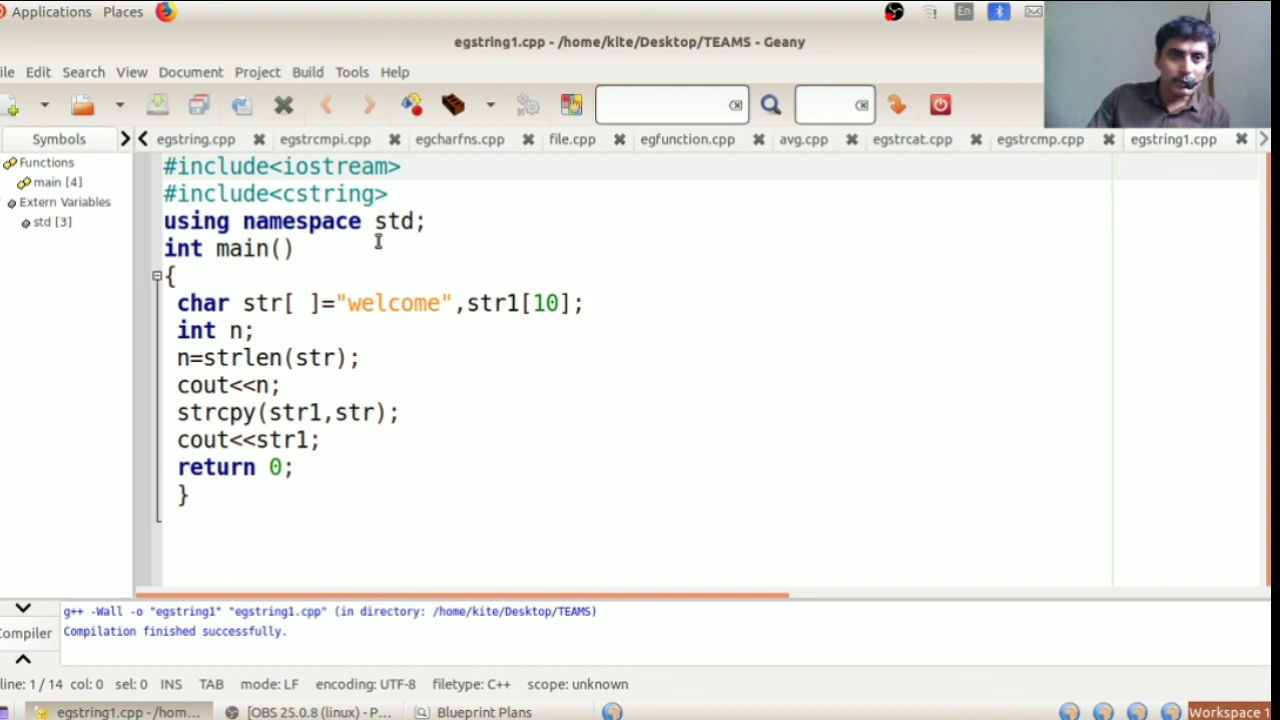 Applications Places En
egstring1.cpp - /home/kite/Desktop/TEAMS - Geany
ile Edit Search View Document Project Build Tools Help
Symbols egstring.cpp egstrcmpi.cpp egcharfns.cpp file.cpp egfunction.cpp avg.cpp egstrcat.cpp egstrcmp.cpp egstring1.cpp
Functions
main [4]
Extern Variables
std [3]
#include<iostream>
#include<cstring>
using namespace std;
int main()
{
char str[ ]="welcome",str1[10];
int n;
n=strlen(str);
cout<<n;
strcpy(str1,str);
cout<<str1;
return 0;
}
g++ -Wall -o "egstring1" "egstring1.cpp" (in directory: /home/kite/Desktop/TEAMS)
Compiler Compilation finished successfully.
line: 1 / 14 col: 0 sel: 0 INS TAB mode: LF encoding: UTF-8 filetype: C++ scope: unknown
egstring1.cpp - /hom... [OBS 25.0.8 (linux) - P... Blueprint Plans Workspace 1